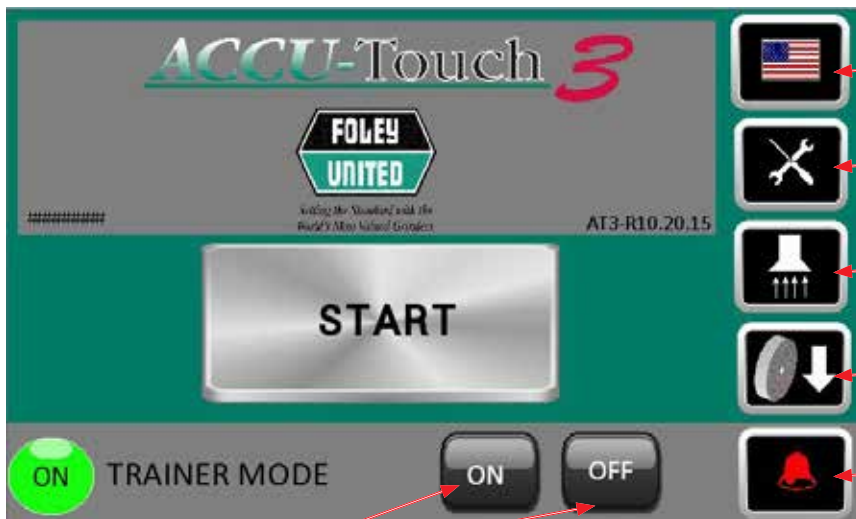 ACCU-Touch 3
FOLEY
UNITED
Setting the Standard with the
World's Most Valued Grinders
########
AT3-R10.20.15
START
ON
TRAINER MODE
ON
OFF